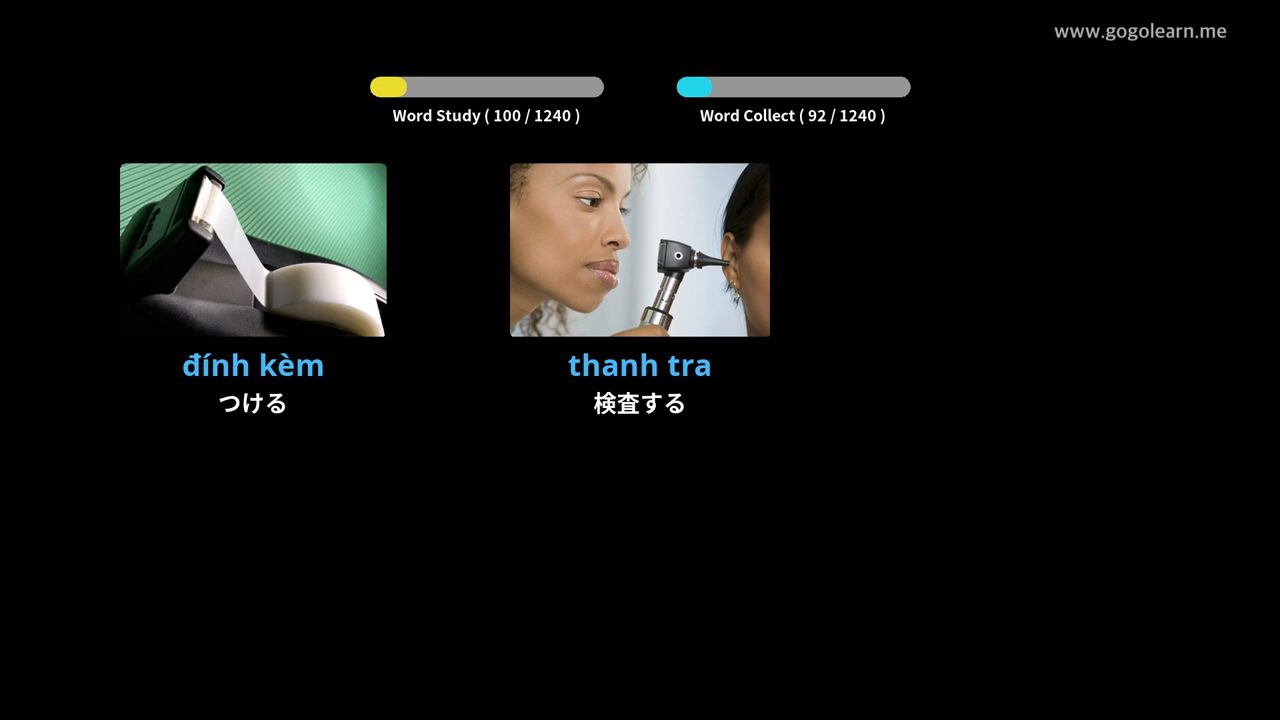 www.gogolearn.me
Word Study ( 100 / 1240 )
Word Collect ( 92 / 1240 )
đính kèm
つける
thanh tra
検査する